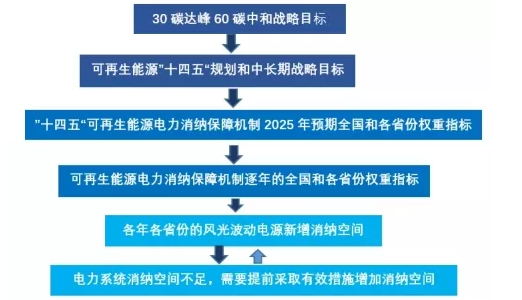 30 碳达峰 60 碳中和战略目标
可再生能源"十四五"规划和中长期战略目标
"十四五"可再生能源电力消纳保障机制 2025 年预期全国和各省份权重指标
可再生能源电力消纳保障机制逐年的全国和各省份权重指标
各年各省份的风光波动电源新增消纳空间
电力系统消纳空间不足，需要提前采取有效措施增加消纳空间